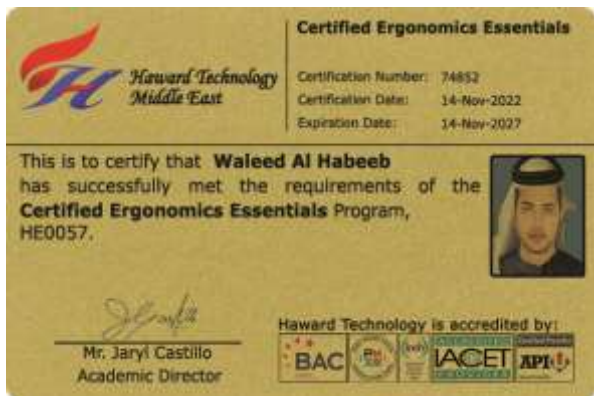 Haward Technology
Middle East
Certified Ergonomics Essentials
Certification Number: 74852
Certification Date: 14-Nov-2022
Expiration Date: 14-Nov-2027
This is to certify that Waleed Al Habeeb
has successfully met the requirements of the
Certified Ergonomics Essentials Program,
HE0057.
Mr. Jaryl Castillo
Academic Director
Haward Technology is accredited by:
BAC
IACET
PROVIDER
API